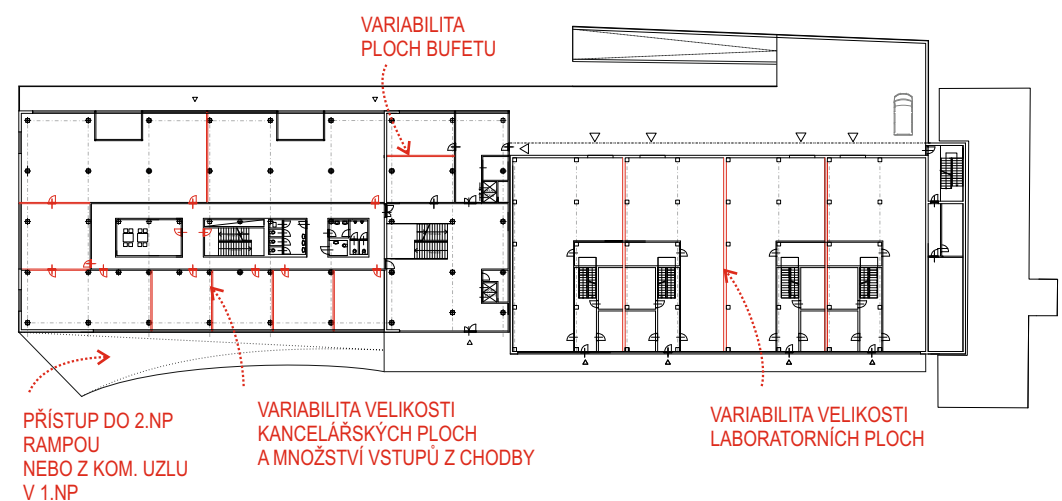 VARIABILITA
PLOCH BUFETU
PŘÍSTUP DO 2.NP
RAMPOU
NEBO Z KOM. UZLU
V 1.NP
VARIABILITA VELIKOSTI
KANCELÁŘSKÝCH PLOCH
A MNOŽSTVÍ VSTUPŮ Z CHODBY
VARIABILITA VELIKOSTI
LABORATORNÍCH PLOCH